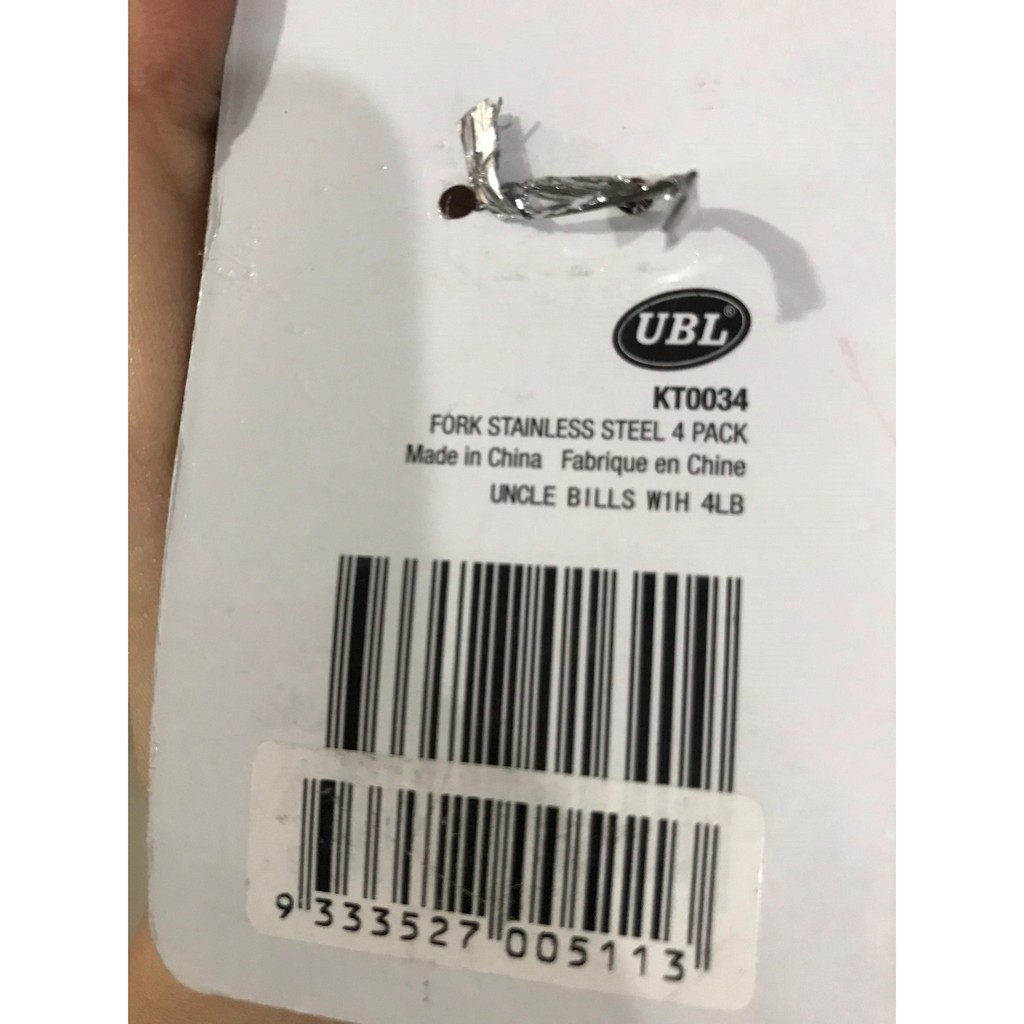 UBL®
KT0034
FORK STAINLESS STEEL 4 PACK
Made in China Fabrique en Chine
UNCLE BILLS W1H 4LB
9 333527 005113